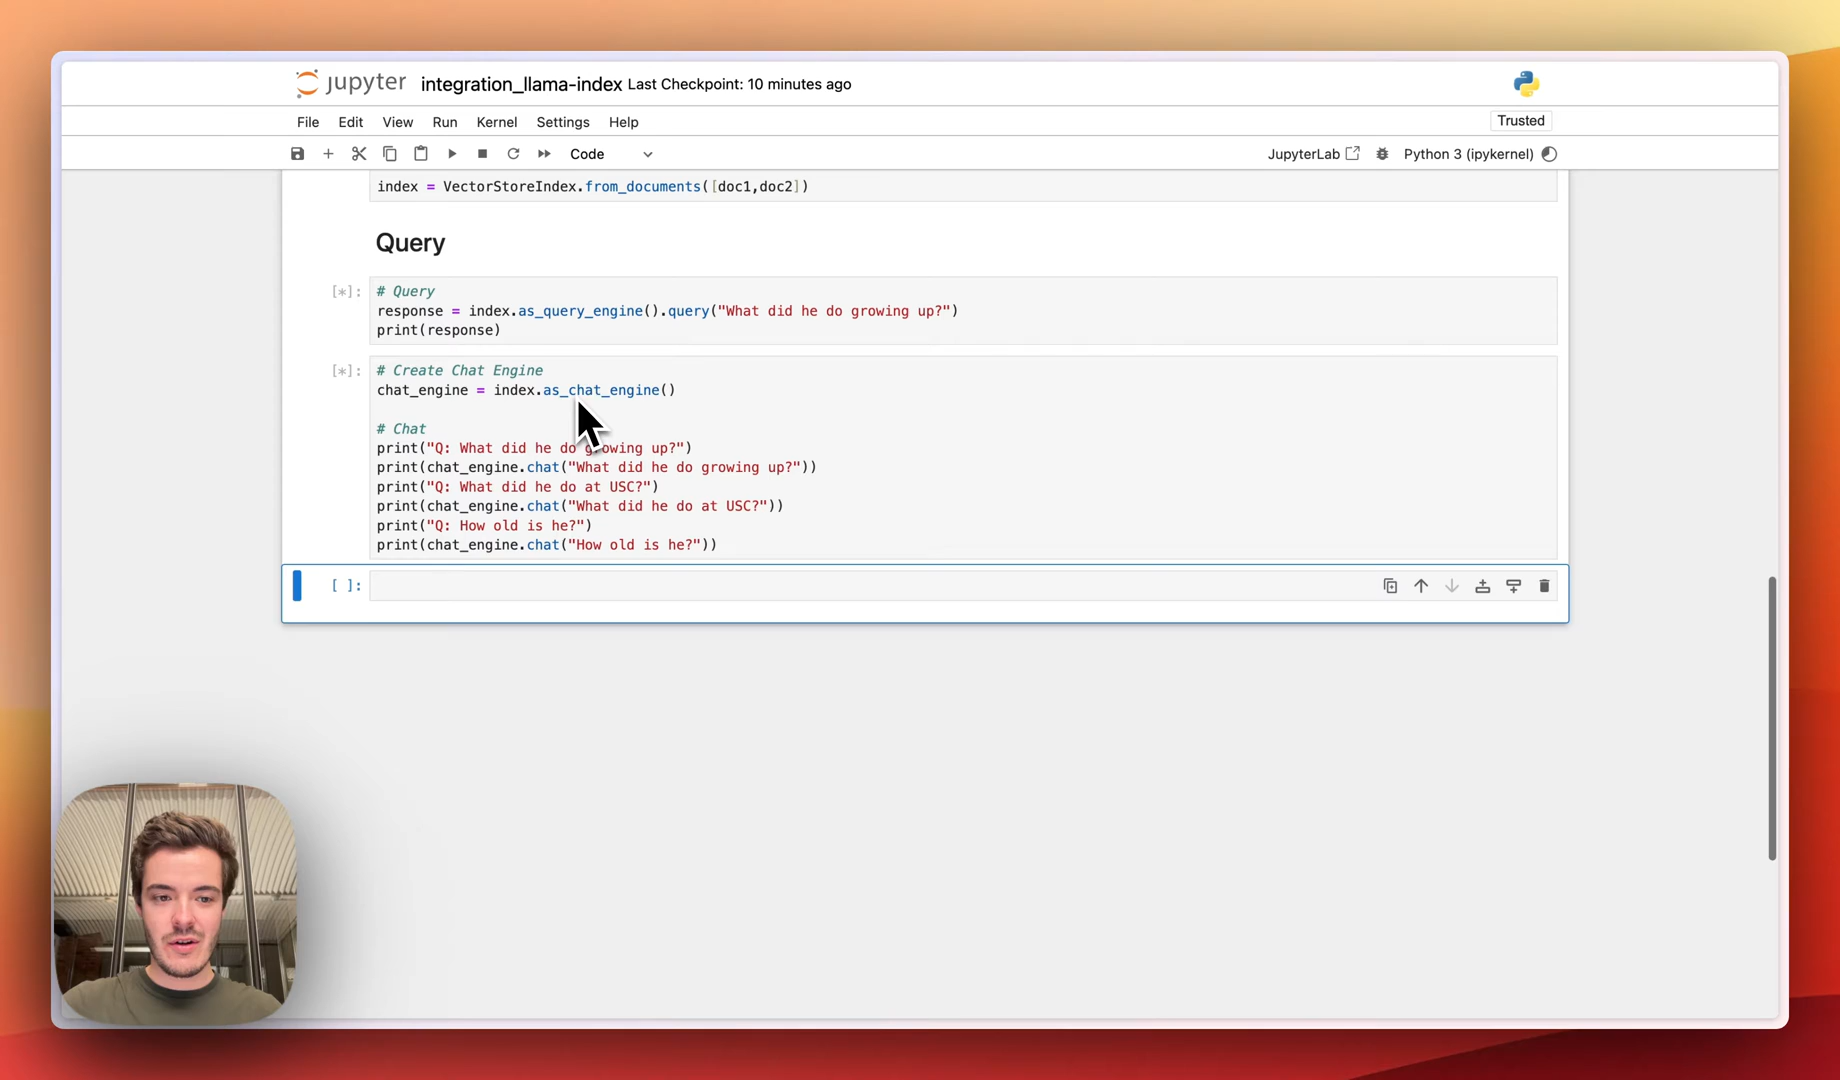 jupyter integration_llama-index Last Checkpoint: 10 minutes ago
File Edit View Run Kernel Settings Help
Trusted
Code
JupyterLab
Python 3 (ipykernel)
index = VectorStoreIndex.from_documents([doc1,doc2])
Query
[*]:
# Query
response = index.as_query_engine().query("What did he do growing up?")
print(response)
[*]:
# Create Chat Engine
chat_engine = index.as_chat_engine()
# Chat
print("Q: What did he do growing up?")
print(chat_engine.chat("What did he do growing up?"))
print("Q: What did he do at USC?")
print(chat_engine.chat("What did he do at USC?"))
print("Q: How old is he?")
print(chat_engine.chat("How old is he?"))
[ ]: